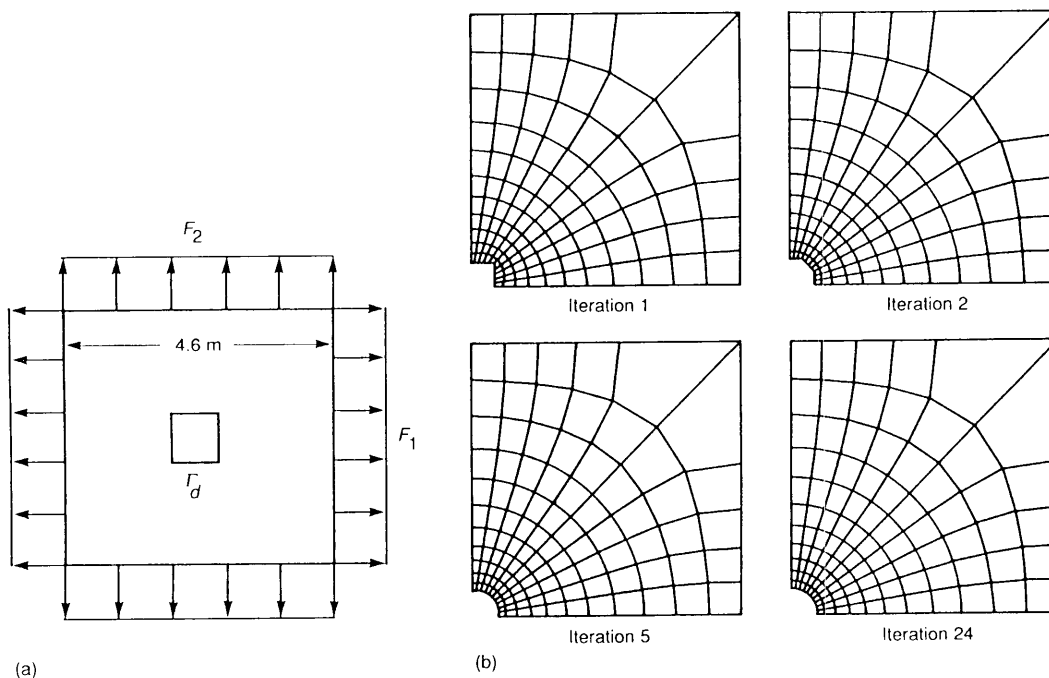 F2
4.6 m
F1
Γd
(a)
Iteration 1
Iteration 2
Iteration 5
Iteration 24
(b)